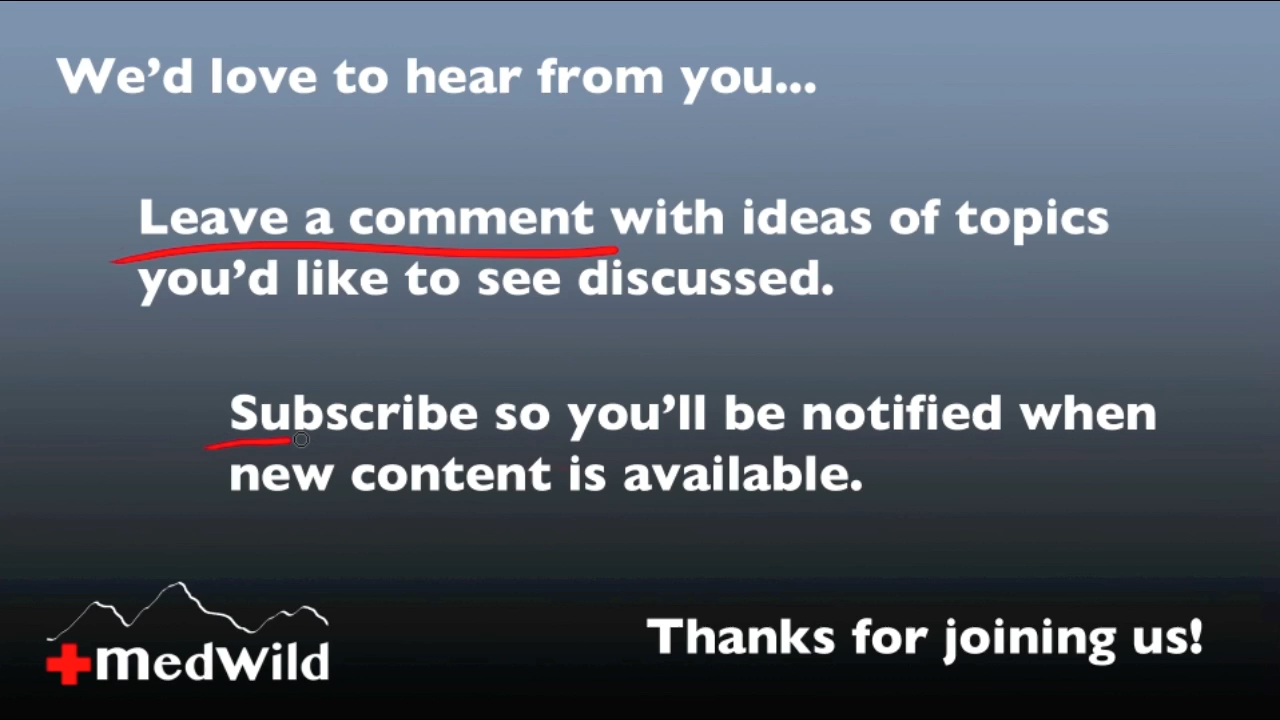 We'd love to hear from you...
Leave a comment with ideas of topics
you'd like to see discussed.
Subscribe so you'll be notified when
new content is available.
medWild
Thanks for joining us!